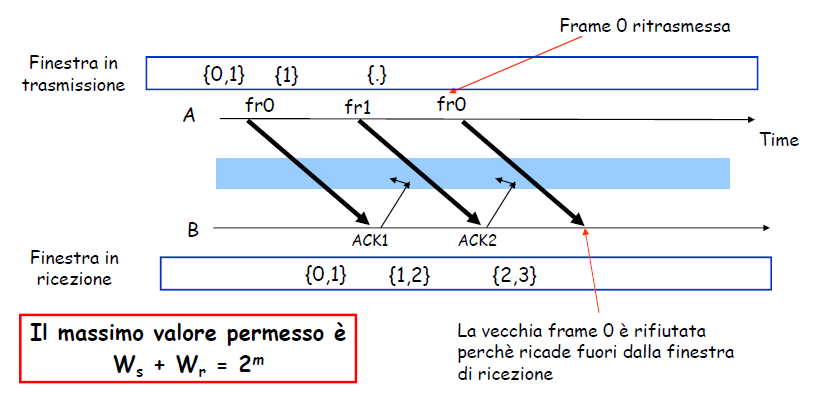 Frame 0 ritrasmessa
Finestra in
trasmissione
{0,1} {1} {.}
fr0 fr1 fr0
A
Time
B
ACK1 ACK2
Finestra in
ricezione
{0,1} {1,2} {2,3}
Il massimo valore permesso è
Ws + Wr = 2^m
La vecchia frame 0 è rifiutata
perchè ricade fuori dalla finestra
di ricezione